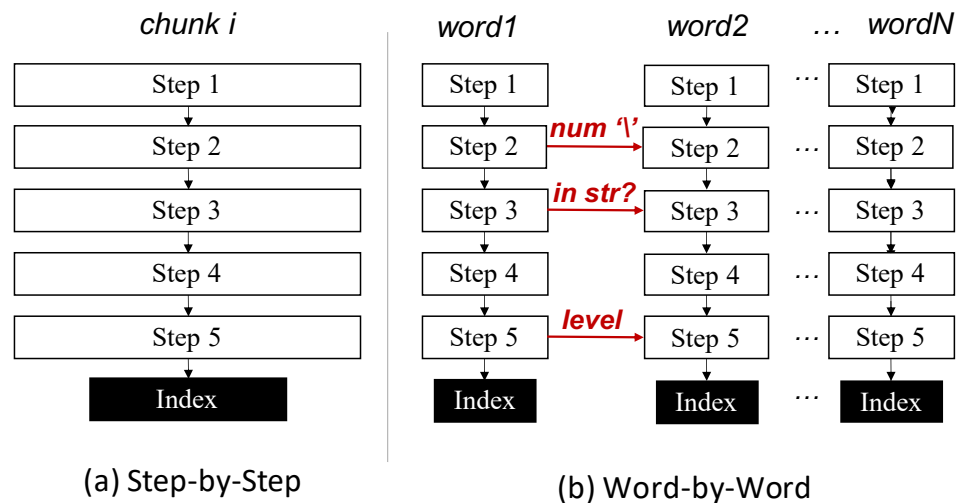 chunk i
Step 1
Step 2
Step 3
Step 4
Step 5
Index
(a) Step-by-Step
word1 word2 … wordN
Step 1 Step 1 … Step 1
num ‘\’
Step 2 Step 2 … Step 2
in str?
Step 3 Step 3 … Step 3
Step 4 Step 4 … Step 4
level
Step 5 Step 5 … Step 5
Index Index … Index
(b) Word-by-Word